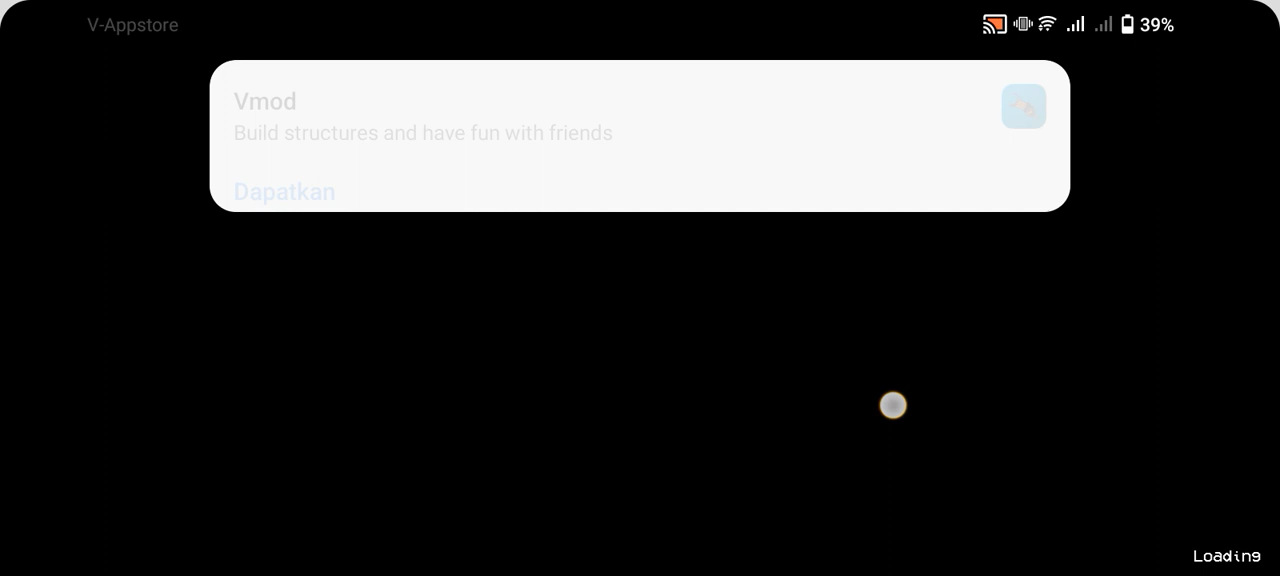 V-Appstore
39%
Vmod
Build structures and have fun with friends
Dapatkan
Loading